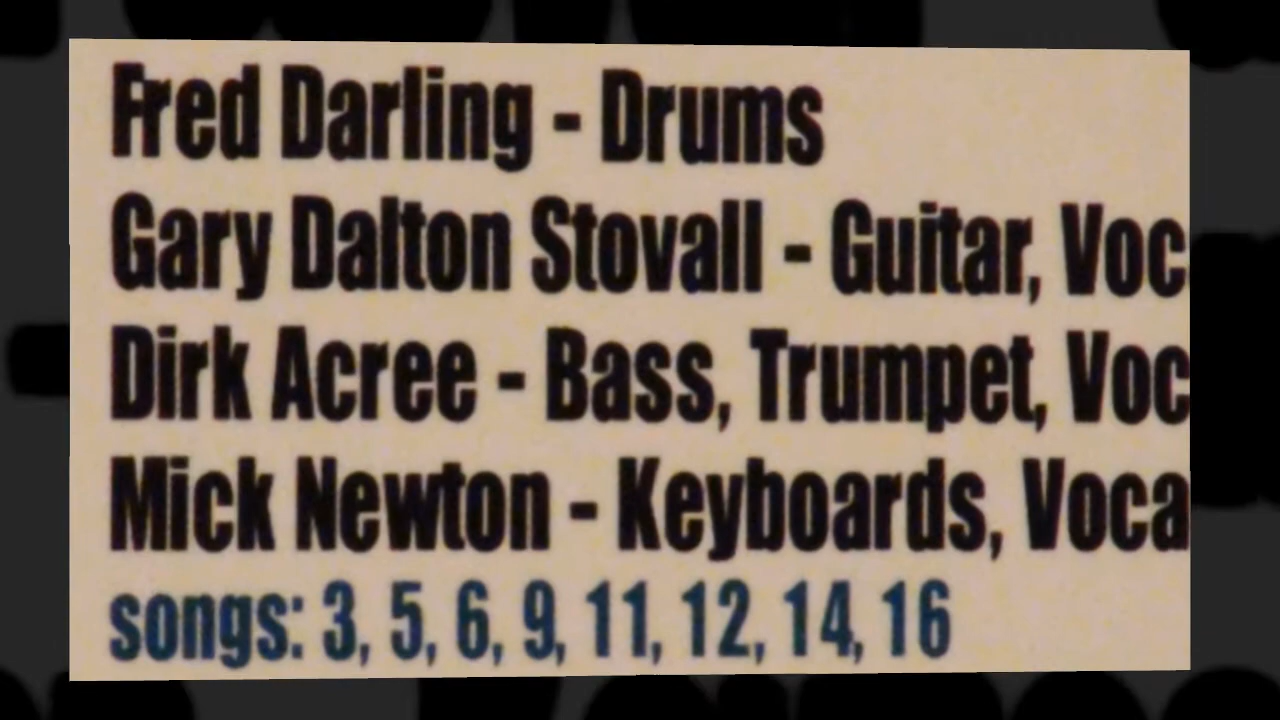 Fred Darling - Drums
Gary Dalton Stovall - Guitar, Voc
Dirk Acree - Bass, Trumpet, Voc
Mick Newton - Keyboards, Voca
songs: 3, 5, 6, 9, 11, 12, 14, 16